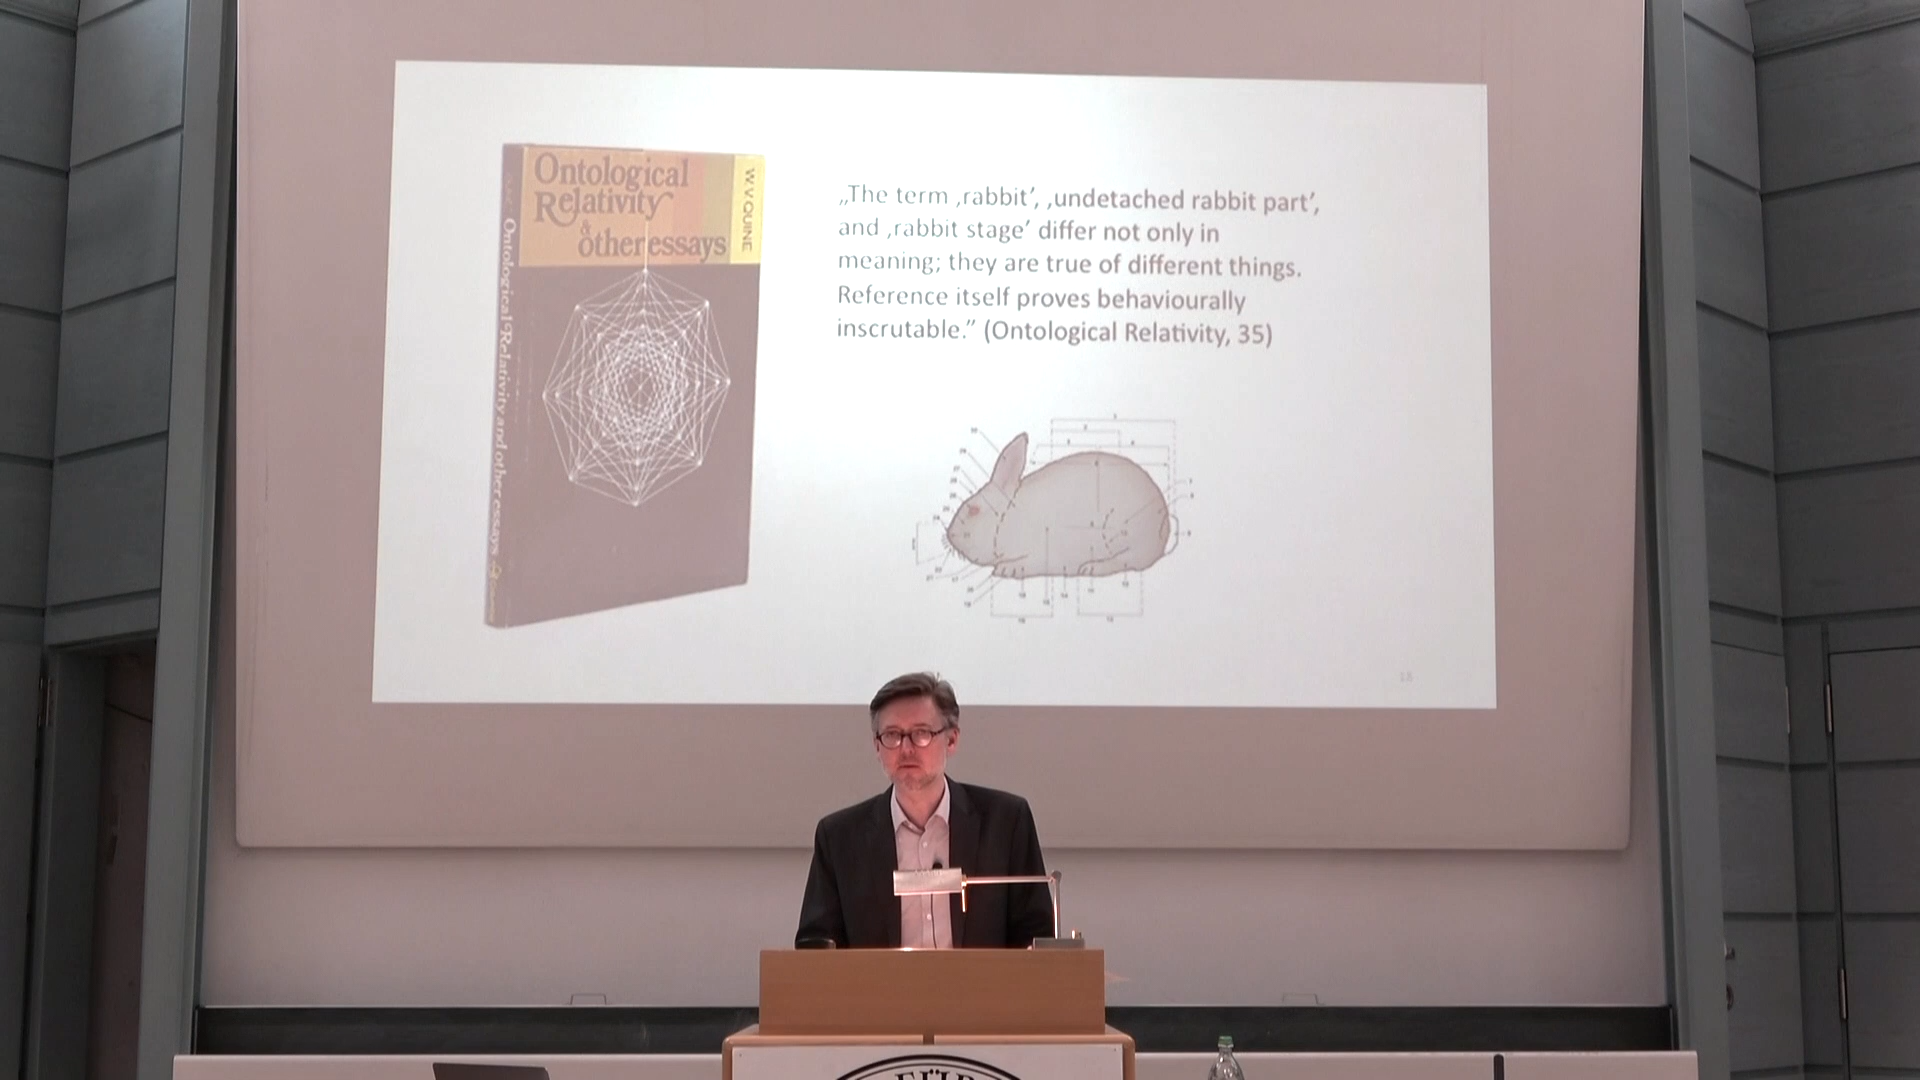 Ontological
Relativity
&
other essays
W V QUINE
Ontological Relativity and other essays
„The term ‚rabbit’, ‚undetached rabbit part’,
and ‚rabbit stage’ differ not only in
meaning; they are true of different things.
Reference itself proves behaviourally
inscrutable.” (Ontological Relativity, 35)
18
FÜR